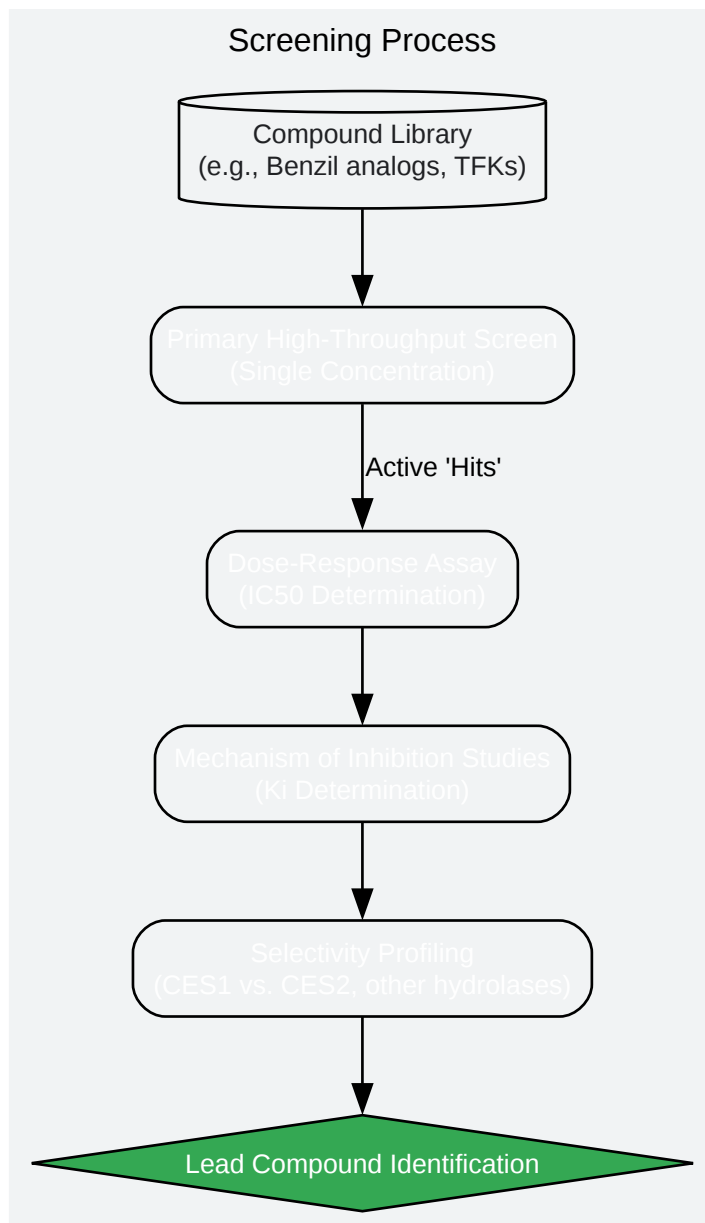 Screening Process
Compound Library
(e.g., Benzil analogs, TFKs)
Primary High-Throughput Screen
(Single Concentration)
Active 'Hits'
Dose-Response Assay
(IC50 Determination)
Mechanism of Inhibition Studies
(Ki Determination)
Selectivity Profiling
(CES1 vs. CES2, other hydrolases)
Lead Compound Identification